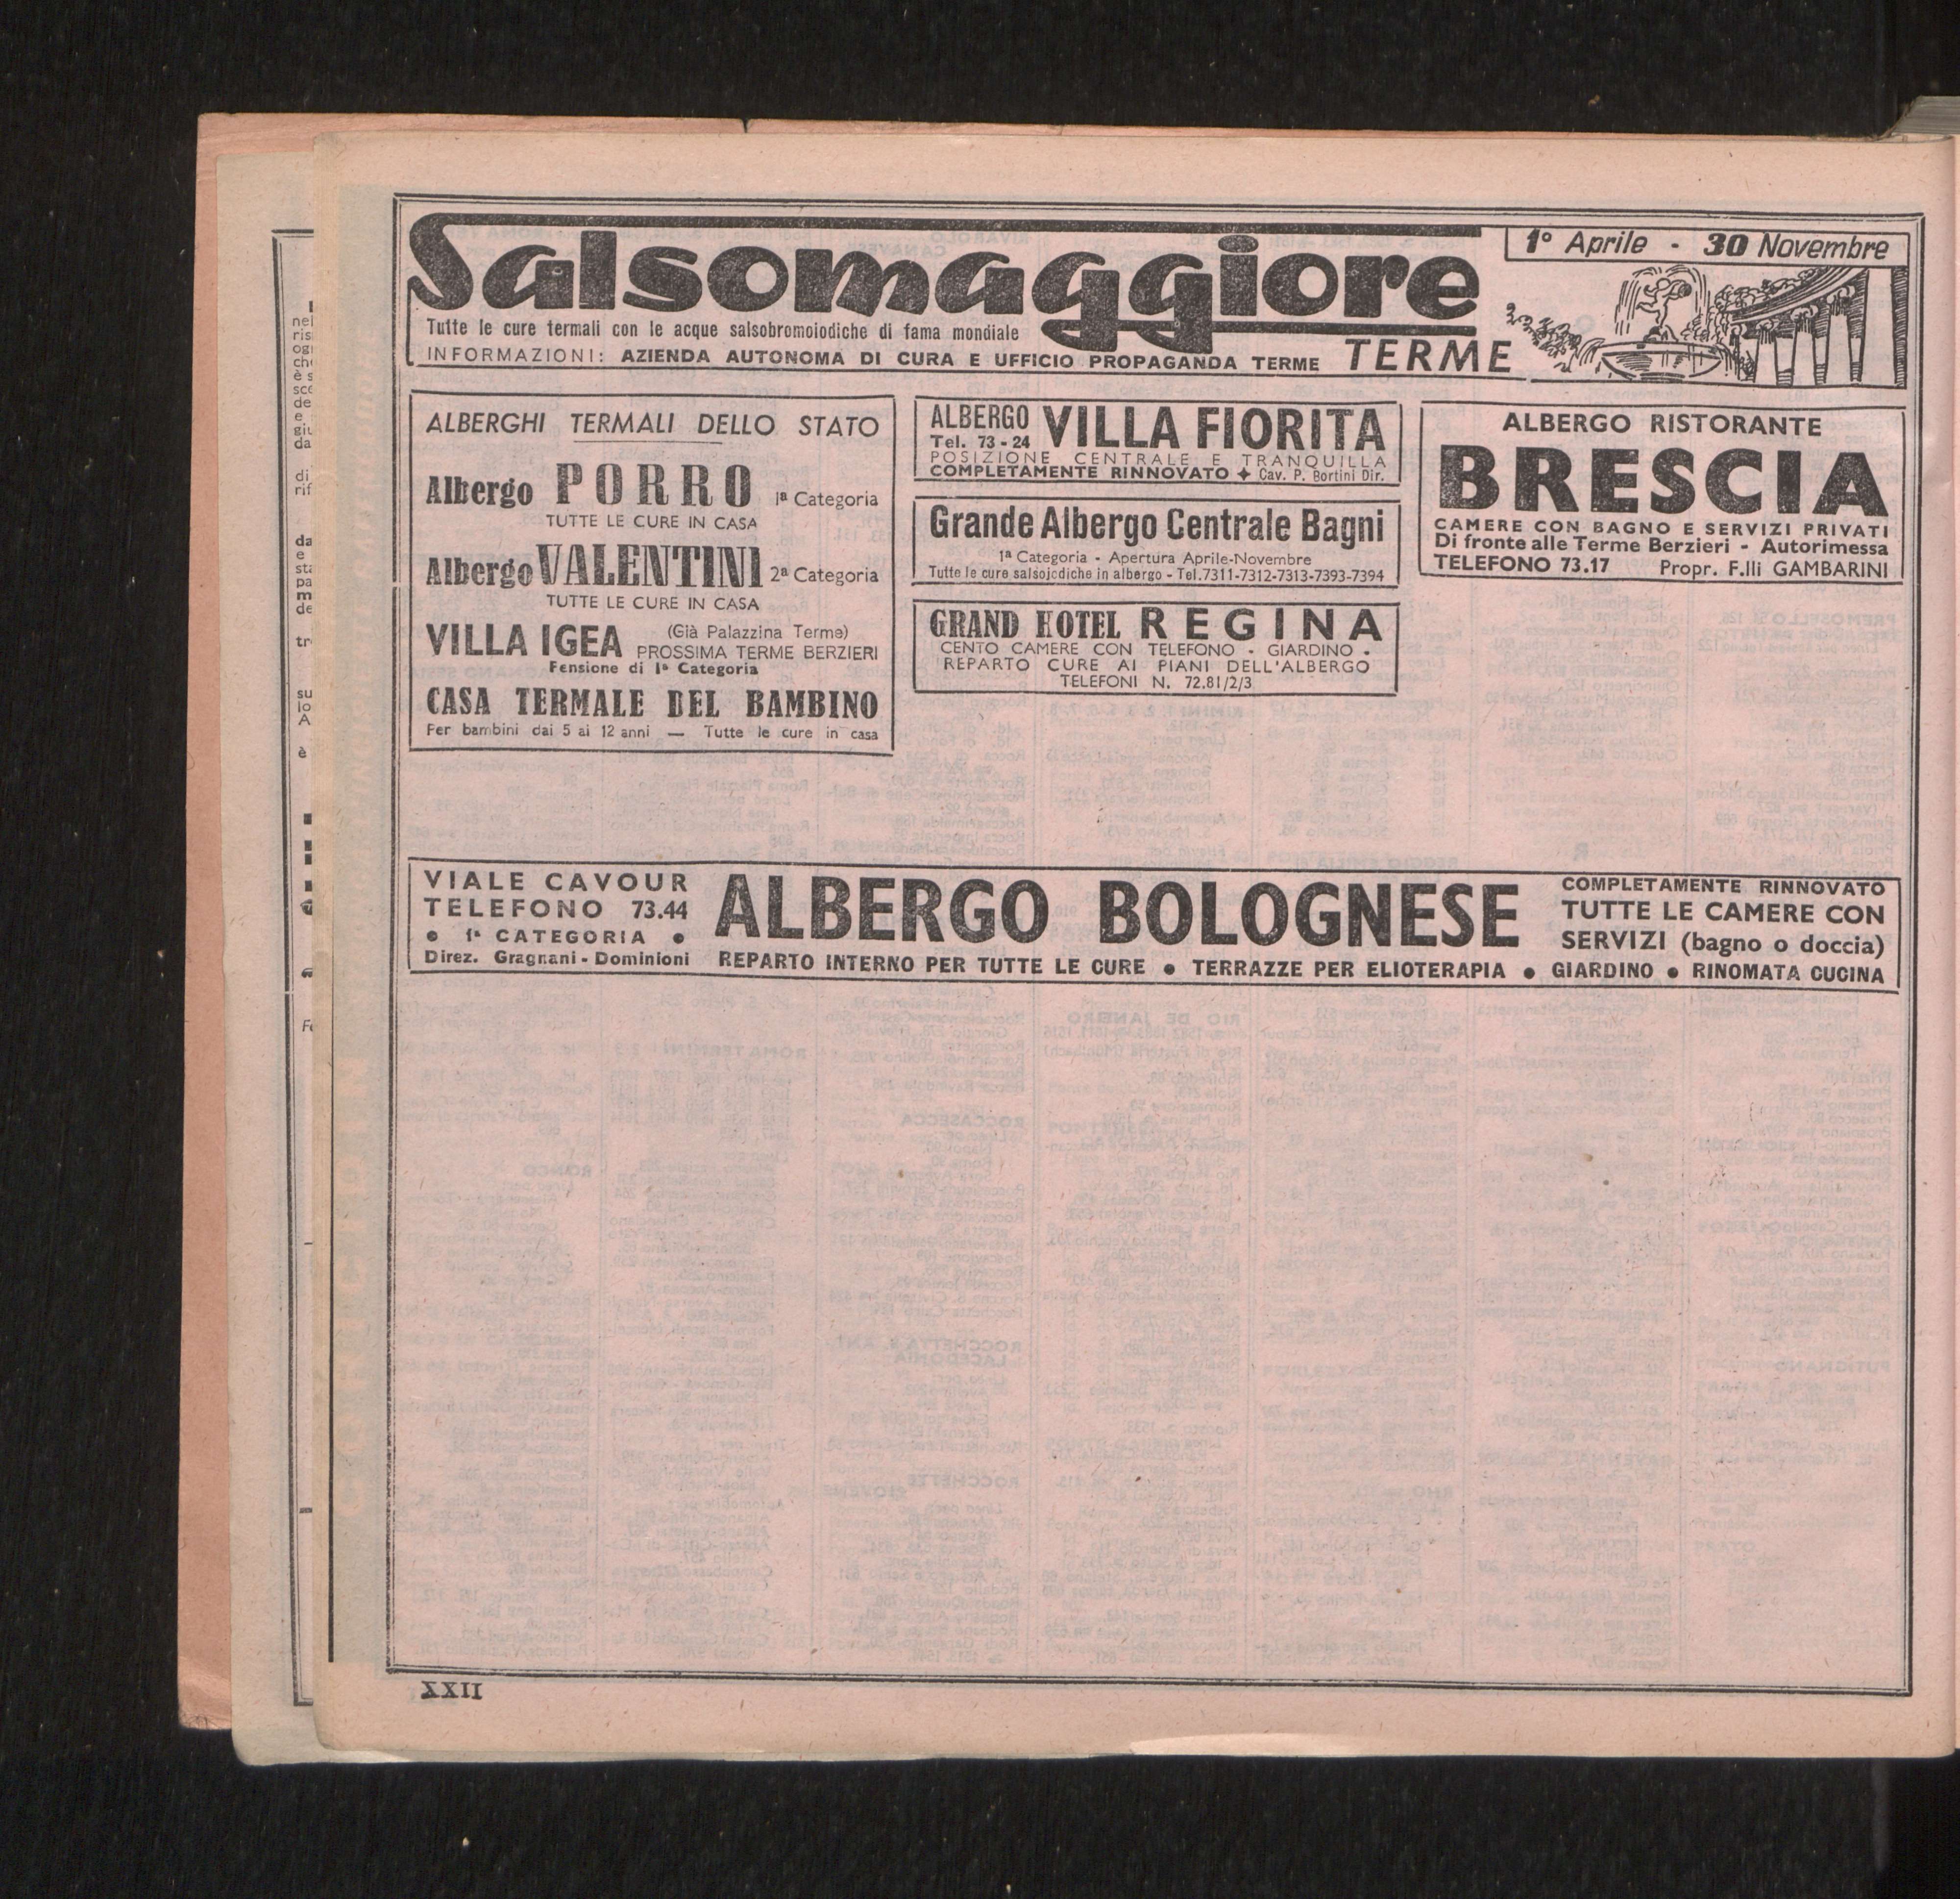 Salsomaggiore
TERME
1° Aprile - 30 Novembre
Tutte le cure termali con le acque salsobromoiodiche di fama mondiale
INFORMAZIONI: AZIENDA AUTONOMA DI CURA E UFFICIO PROPAGANDA TERME
ALBERGHI TERMALI DELLO STATO
Albergo PORRO 1ª Categoria
TUTTE LE CURE IN CASA
Albergo VALENTINI 2ª Categoria
TUTTE LE CURE IN CASA
VILLA IGEA (Già Palazzina Terme)
PROSSIMA TERME BERZIERI
Pensione di 1ª Categoria
CASA TERMALE DEL BAMBINO
Per bambini dai 5 ai 12 anni — Tutte le cure in casa
ALBERGO VILLA FIORITA
Tel. 73-24
POSIZIONE CENTRALE E TRANQUILLA
COMPLETAMENTE RINNOVATO ✦ Cav. P. Bortini Dir.
Grande Albergo Centrale Bagni
1ª Categoria - Apertura Aprile-Novembre
Tutte le cure salsojodiche in albergo - Tel. 7311-7312-7313-7393-7394
GRAND HOTEL REGINA
CENTO CAMERE CON TELEFONO - GIARDINO -
REPARTO CURE AI PIANI DELL'ALBERGO
TELEFONI N. 72.81/2/3
ALBERGO RISTORANTE
BRESCIA
CAMERE CON BAGNO E SERVIZI PRIVATI
Di fronte alle Terme Berzieri - Autorimessa
TELEFONO 73.17 Propr. F.lli GAMBARINI
VIALE CAVOUR
TELEFONO 73.44
• 1ª CATEGORIA •
Direz. Gragnani - Dominioni
ALBERGO BOLOGNESE
COMPLETAMENTE RINNOVATO
TUTTE LE CAMERE CON
SERVIZI (bagno o doccia)
REPARTO INTERNO PER TUTTE LE CURE • TERRAZZE PER ELIOTERAPIA • GIARDINO • RINOMATA CUCINA
XXII